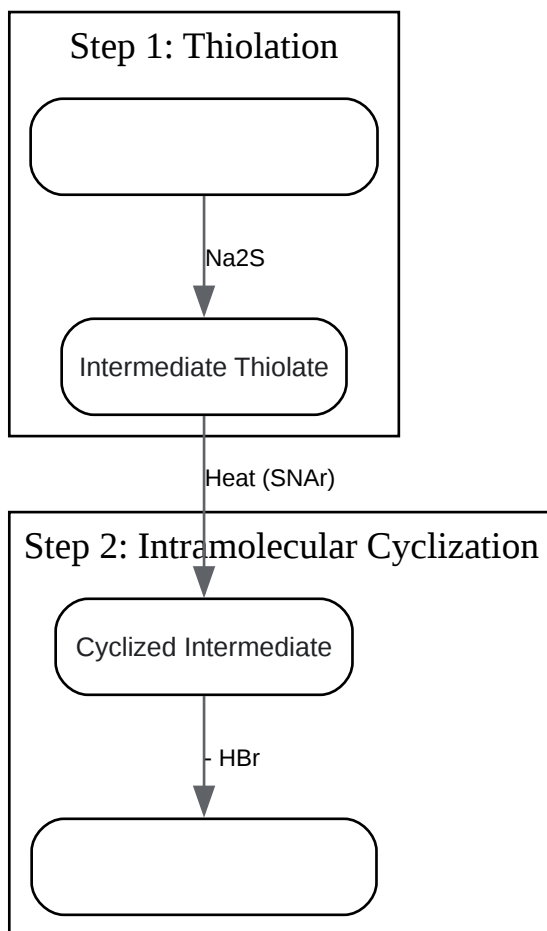 Step 1: Thiolation
Na2S
Intermediate Thiolate
Heat (SNAr)
Step 2: Intramolecular Cyclization
Cyclized Intermediate
- HBr